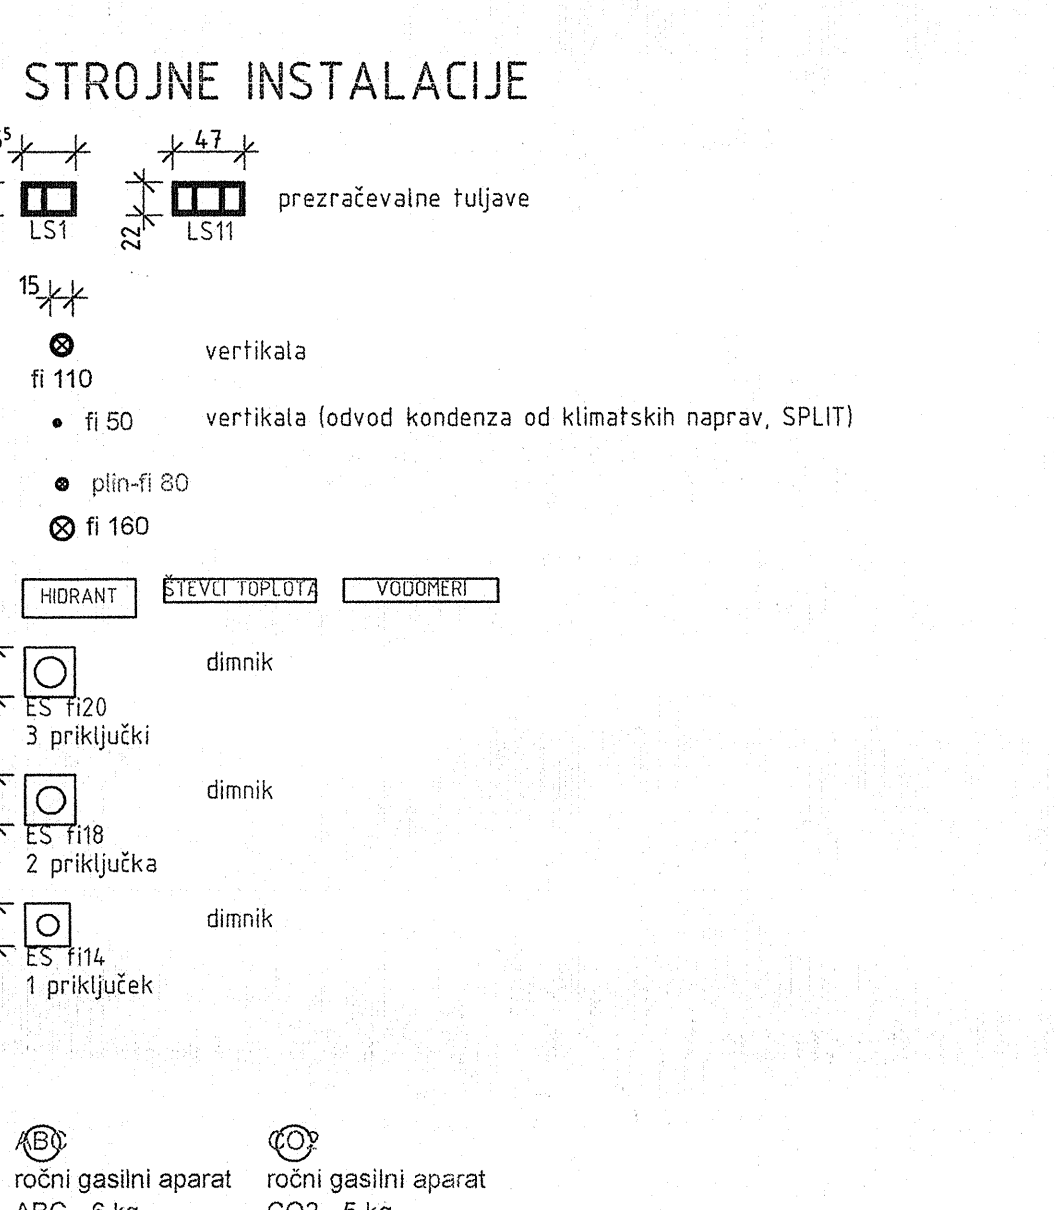 STROJNE INSTALACIJE
47
prezračevalne tuljave
LS1
22
LS11
15
vertikala
fi 110
fi 50
vertikala (odvod kondenza od klimatskih naprav, SPLIT)
plin-fi 80
fi 160
HIDRANT
ŠTEVCI TOPLOTA
VODOMERI
dimnik
ES fi20
3 priključki
dimnik
ES fi18
2 priključka
dimnik
ES fi14
1 priključek
ABC
CO2
ročni gasilni aparat
ročni gasilni aparat